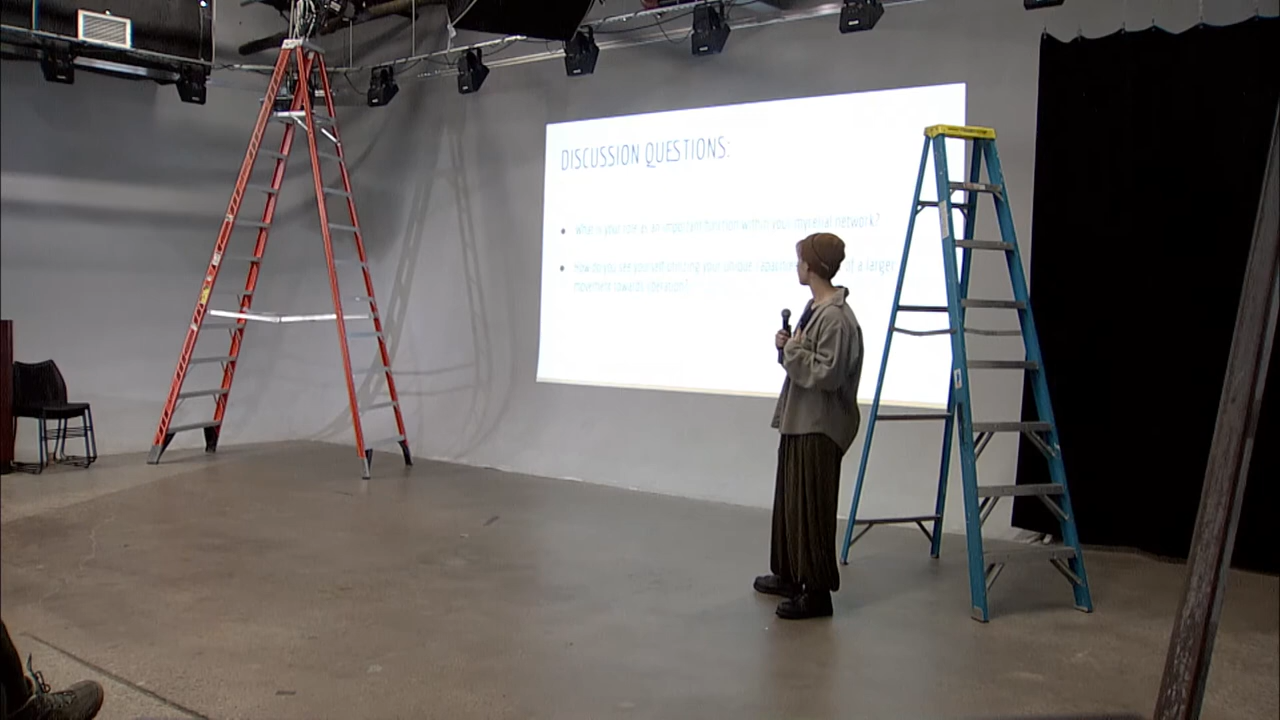 DISCUSSION QUESTIONS:
What is your role as an important function within your mycelial network?
How do you see yourself utilizing your unique of a larger
movement towards liberation?